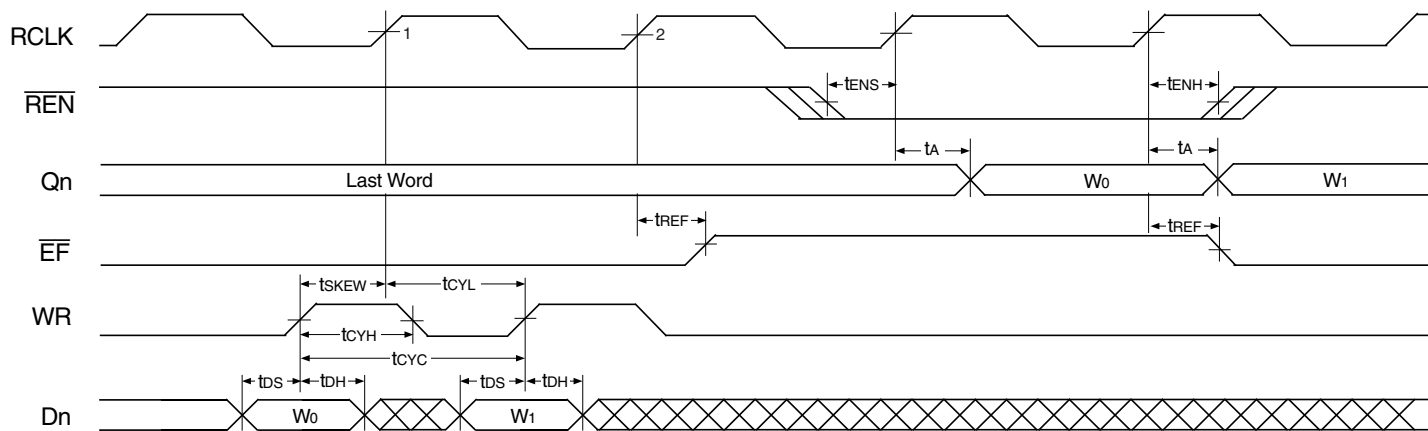 RCLK 1 2
tENS tENH
REN
tA tA
Qn Last Word W0 W1
tREF tREF
EF
tSKEW tCYL
WR
tCYH
tCYC
tDS tDH tDS tDH
Dn W0 W1